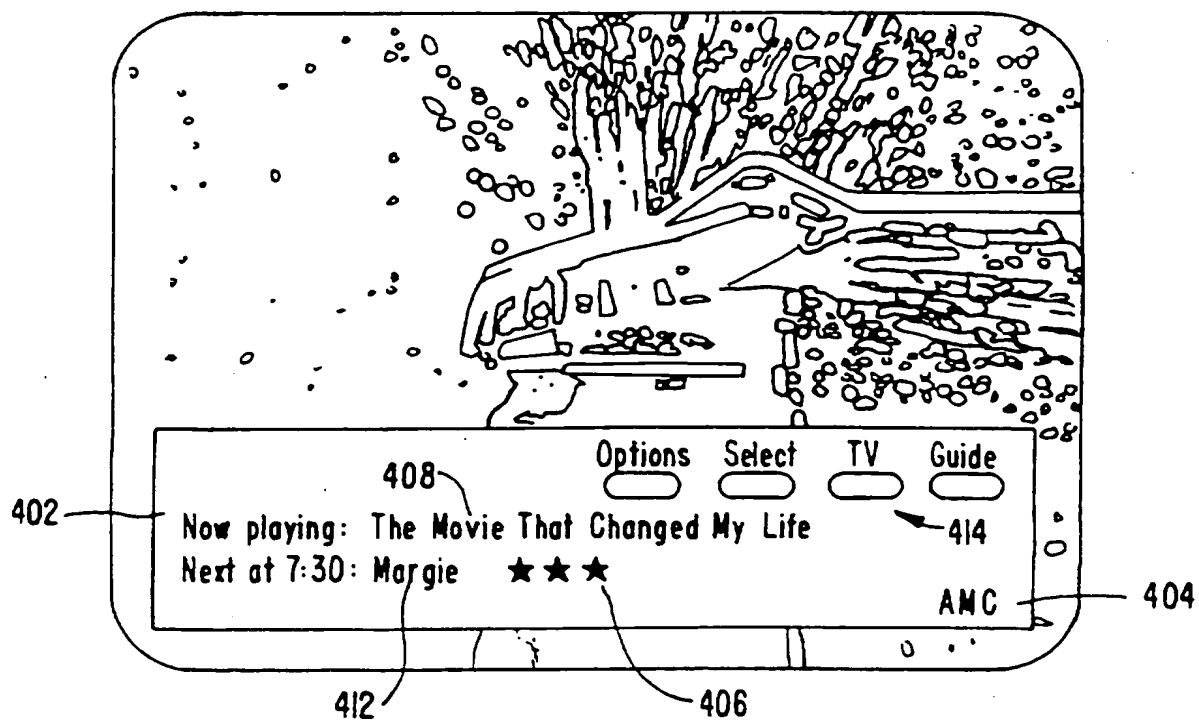 Options Select TV Guide
408
402
Now playing: The Movie That Changed My Life
414
Next at 7:30: Margie ★ ★ ★
AMC
404
412
406